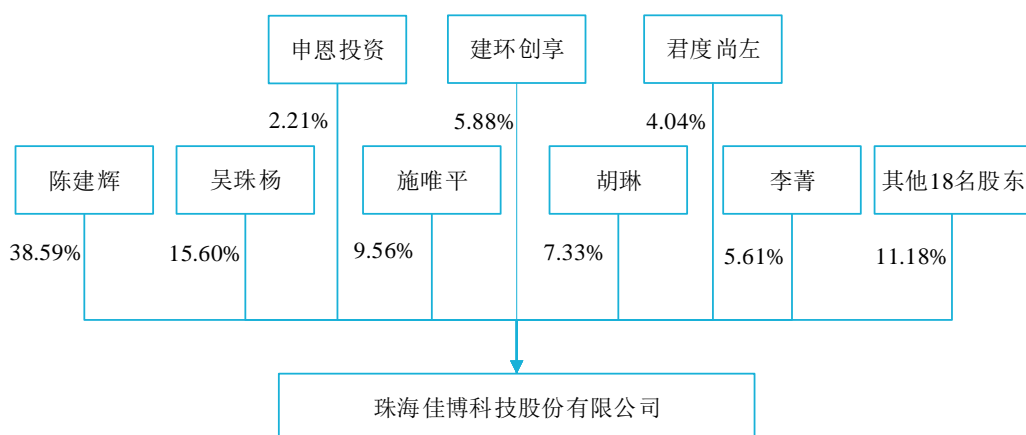 申恩投资
建环创享
君度尚左
2.21%
5.88%
4.04%
陈建辉
吴珠杨
施唯平
胡琳
李菁
其他18名股东
38.59%
15.60%
9.56%
7.33%
5.61%
11.18%
珠海佳博科技股份有限公司